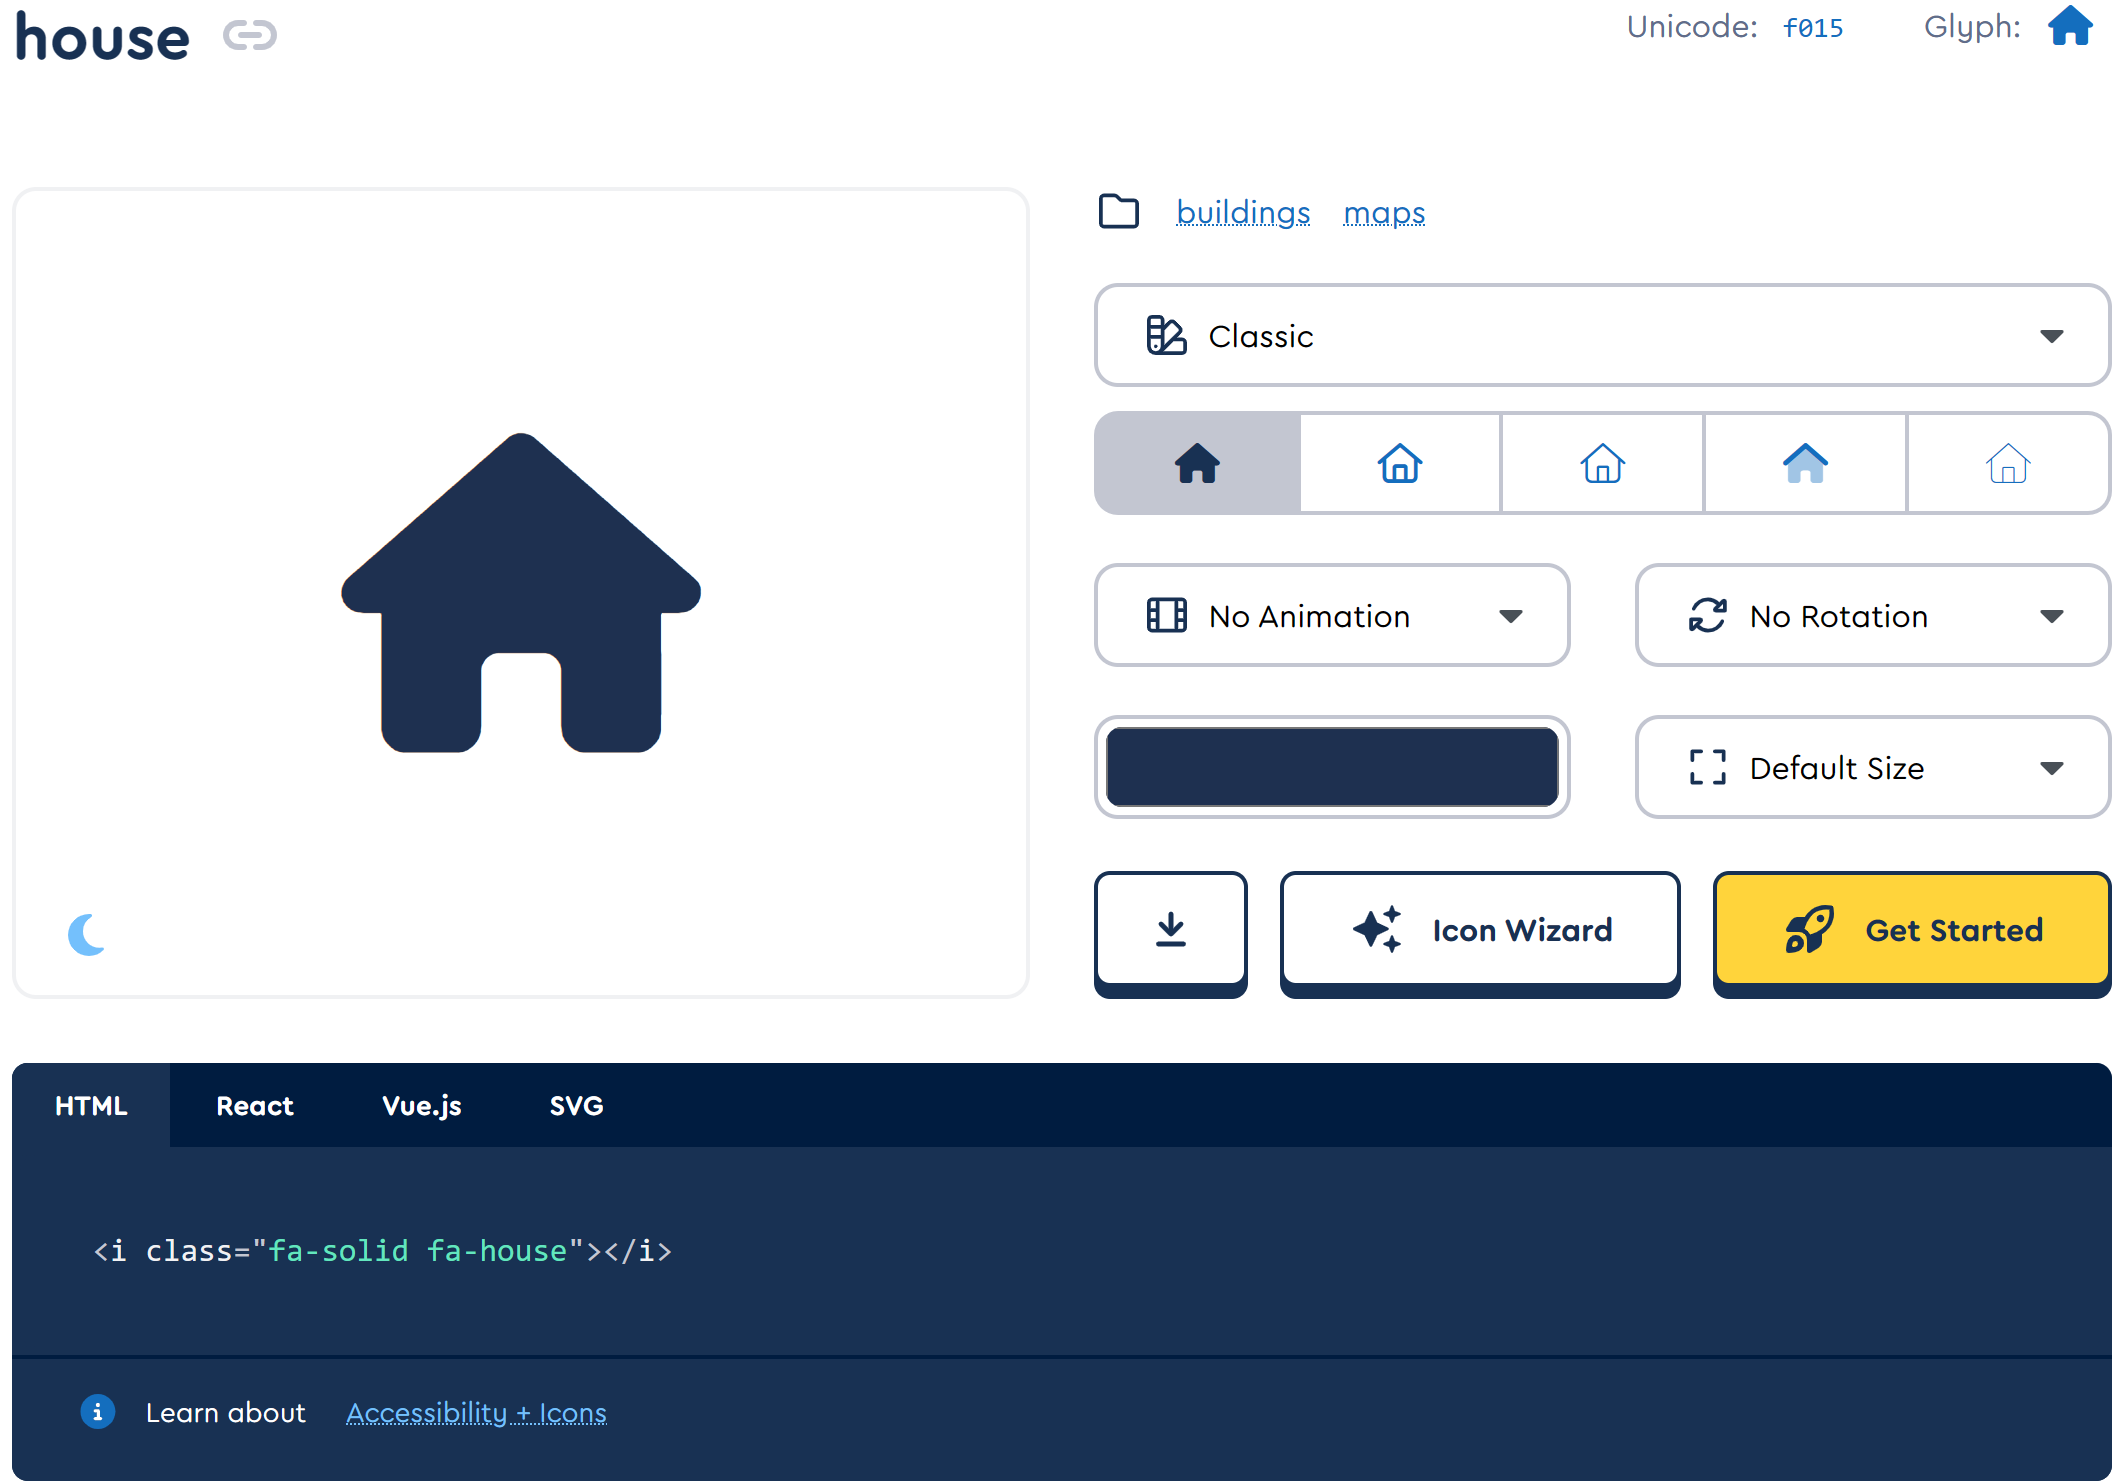 house
Unicode: f015 Glyph:
buildings maps
Classic
No Animation
No Rotation
Default Size
Icon Wizard
Get Started
HTML React Vue.js SVG
<i class="fa-solid fa-house"></i>
Learn about Accessibility + Icons